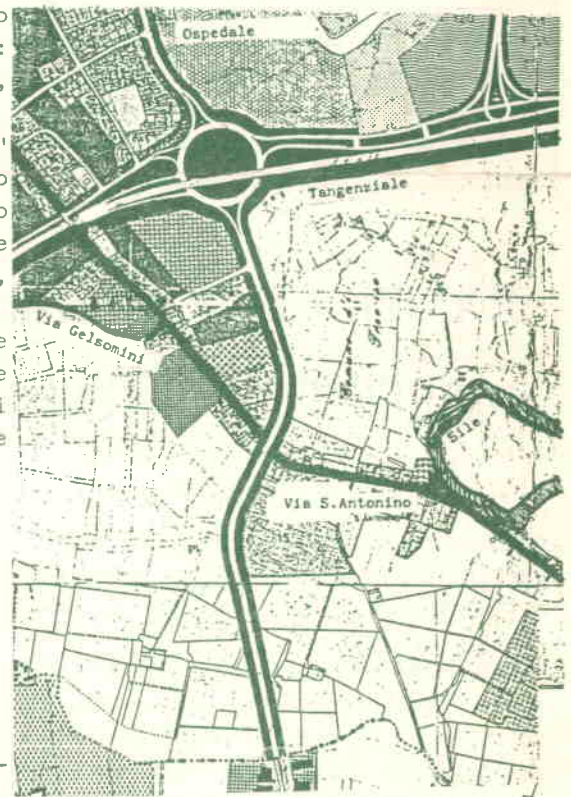 Ospedale
Tangenziale
Via Gelsomini
Sile
Via S.Antonino